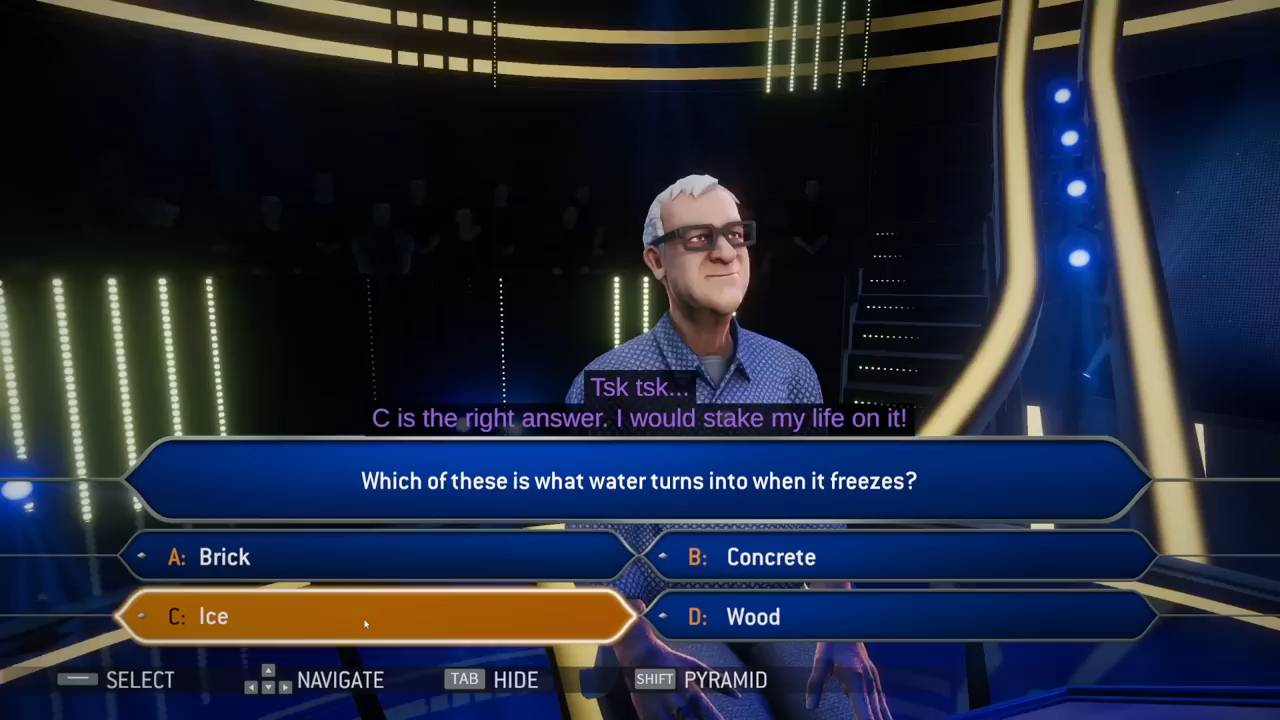 Tsk tsk...
C is the right answer. I would stake my life on it!
Which of these is what water turns into when it freezes?
A: Brick
B: Concrete
C: Ice
D: Wood
SELECT NAVIGATE TAB HIDE SHIFT PYRAMID